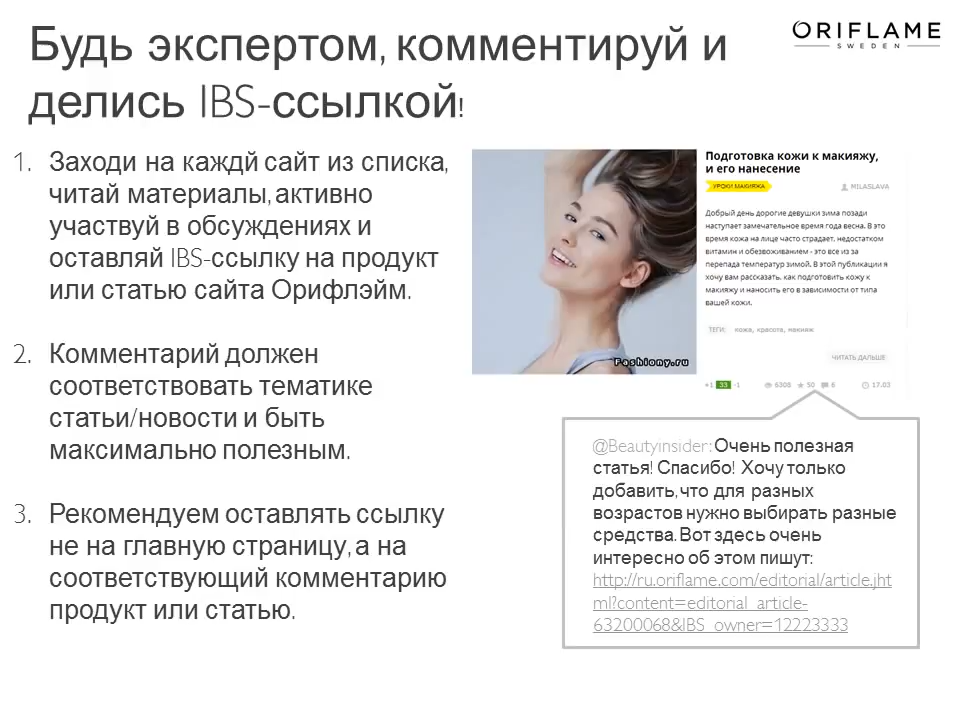 Будь экспертом, комментируй и
делись IBS-ссылкой!
ORIFLAME
SWEDEN
1. Заходи на каждй сайт из списка,
читай материалы, активно
участвуй в обсуждениях и
оставляй IBS-ссылку на продукт
или статью сайта Орифлэйм.
2. Комментарий должен
соответствовать тематике
статьи/новости и быть
максимально полезным.
3. Рекомендуем оставлять ссылку
не на главную страницу, а на
соответствующий комментарию
продукт или статью.
Fashiony.ru
Подготовка кожи к макияжу,
и его нанесение
УРОКИ МАКИЯЖА
MILASLAVA
Добрый день дорогие девушки зима позади
наступает замечательное время года весна. В это
время кожа на лице часто страдает, недостатком
витамин и обезвоживанием - это все из за
перепада температур зимой. В этой публикации я
хочу вам рассказать, как подготовить кожу к
макияжу и наносить его в зависимости от типа
вашей кожи.
ТЕГИ: кожа, красота, макияж
ЧИТАТЬ ДАЛЬШЕ
+1 33 -1 6308 50 6 17.03
@Beautyinsider: Очень полезная
статья! Спасибо! Хочу только
добавить, что для разных
возрастов нужно выбирать разные
средства. Вот здесь очень
интересно об этом пишут:
http://ru.oriflame.com/editorial/article.jht
ml?content=editorial_article-
63200068&IBS_owner=12223333